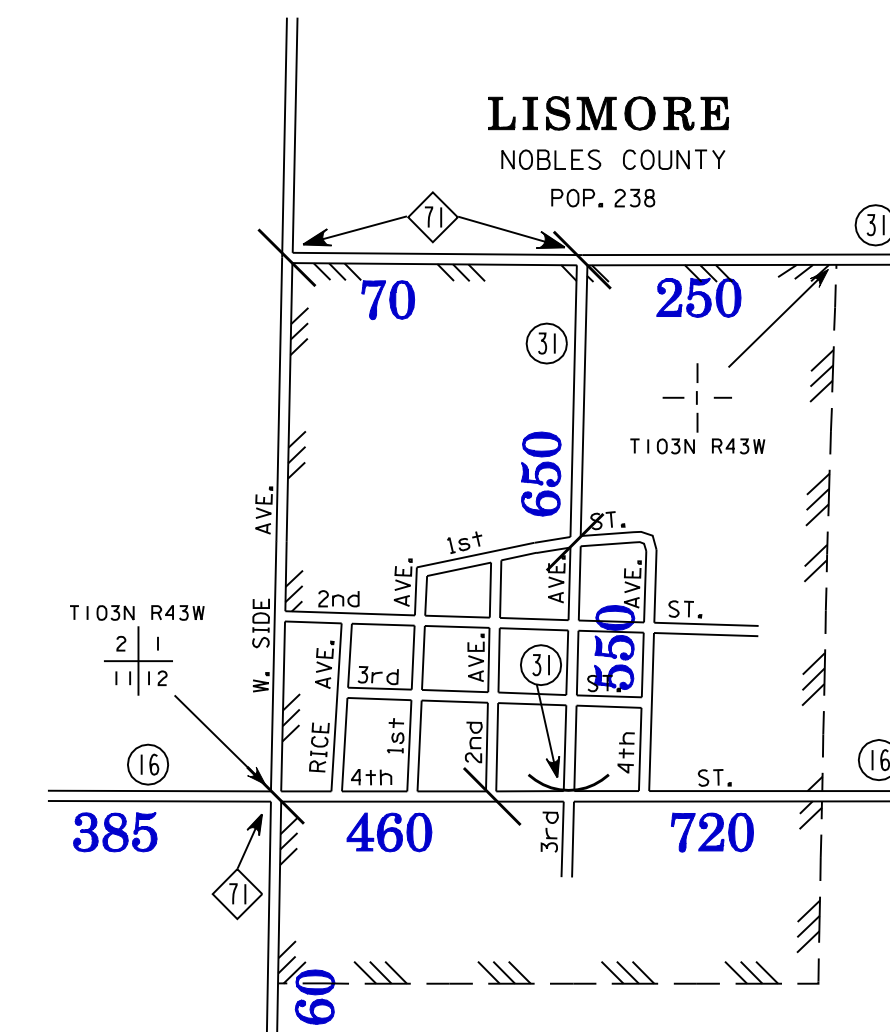 LISMORE
NOBLES COUNTY
POP. 238
71
31
70
250
31
T103N R43W
650
W. SIDE AVE.
1st ST.
AVE.
AVE.
AVE.
2nd ST.
T103N R43W
2 1
11 12
550
31
RICE AVE.
3rd ST.
AVE.
1st
2nd
4th
16
4th ST.
16
385
460
3rd
720
71
60